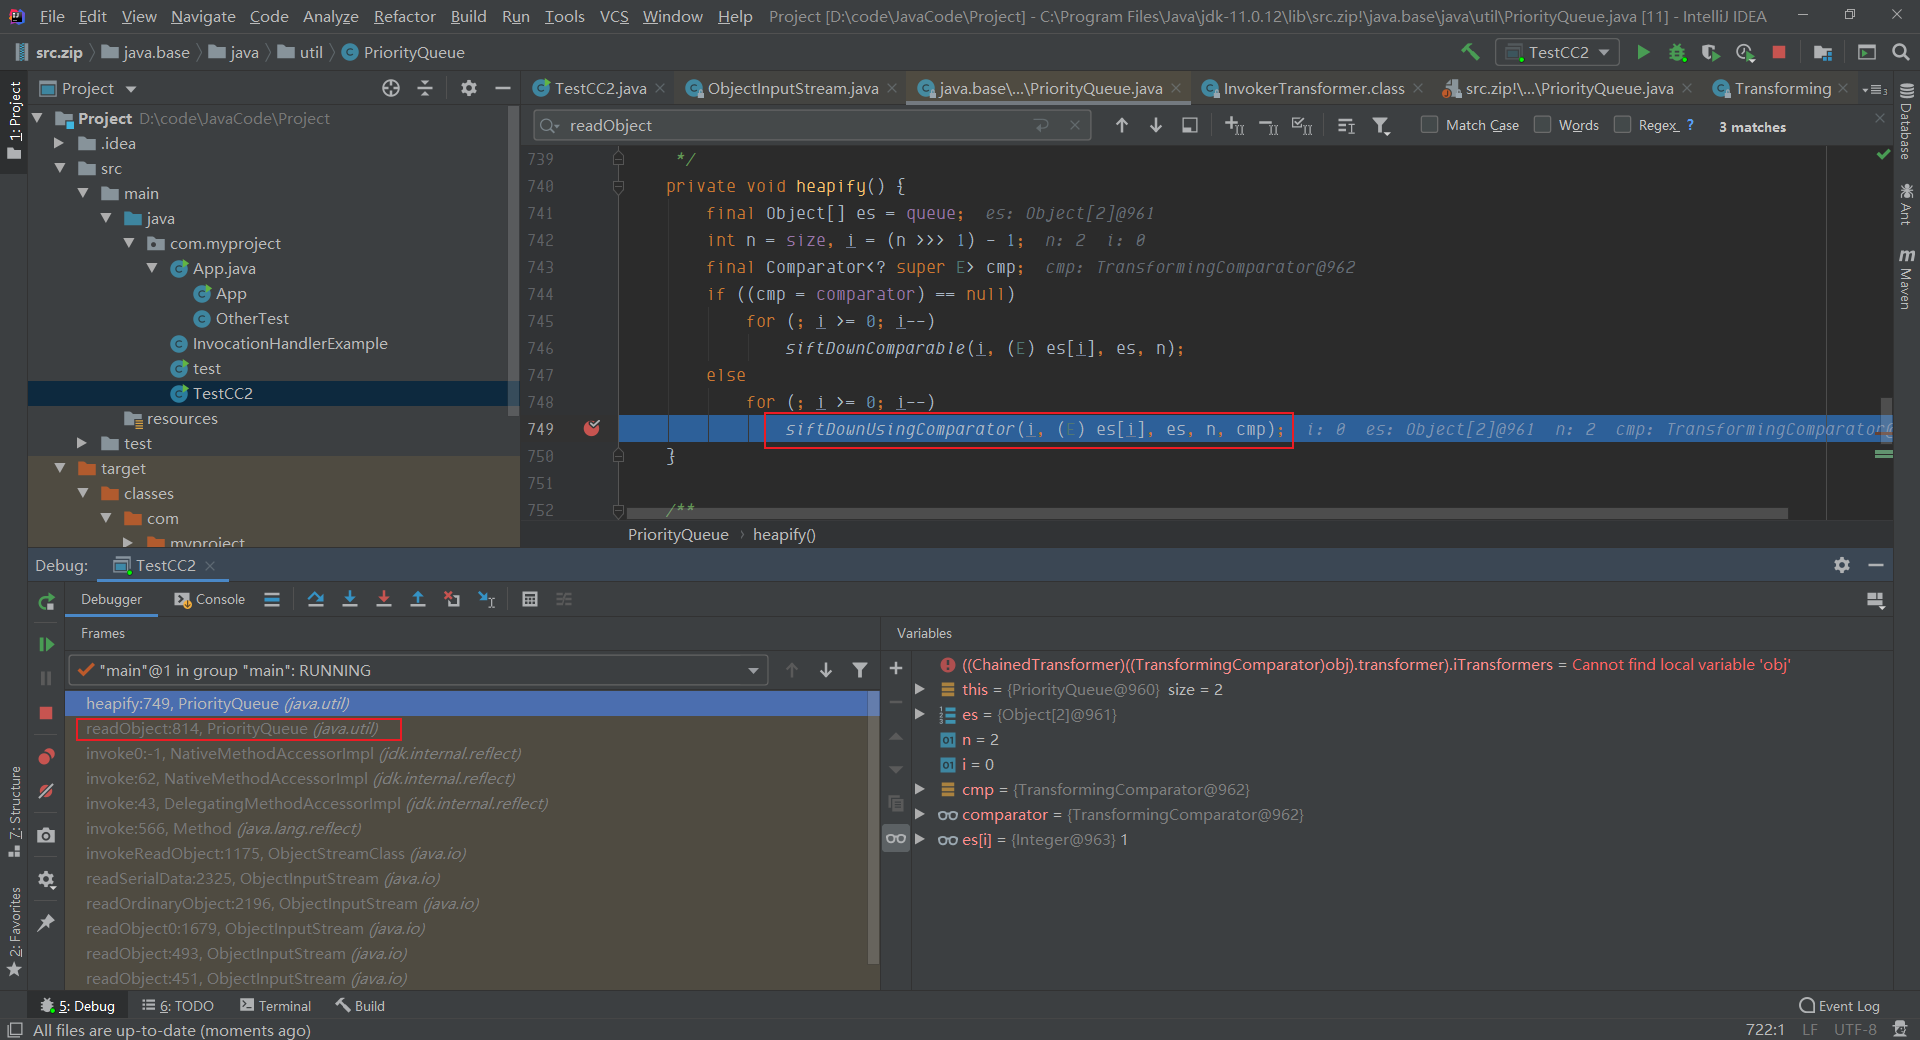 File Edit View Navigate Code Analyze Refactor Build Run Tools VCS Window Help Project [D:\code\JavaCode\Project] - C:\Program Files\Java\jdk-11.0.12\lib\src.zip!\java.base\java\util\PriorityQueue.java [11] - IntelliJ IDEA
src.zip java.base java util PriorityQueue TestCC2
1: Project
Project
TestCC2.java ObjectInputStream.java java.base\...\PriorityQueue.java InvokerTransformer.class src.zip!\...\PriorityQueue.java Transforming
Project D:\code\JavaCode\Project
.idea
src
main
java
com.myproject
App.java
App
OtherTest
InvocationHandlerExample
test
TestCC2
resources
test
target
classes
com
myproject
readObject Match Case Words Regex ? 3 matches
739 */
740 private void heapify() {
741 final Object[] es = queue; es: Object[2]@961
742 int n = size, i = (n >>> 1) - 1; n: 2 i: 0
743 final Comparator<? super E> cmp; cmp: TransformingComparator@962
744 if ((cmp = comparator) == null)
745 for (; i >= 0; i--)
746 siftDownComparable(i, (E) es[i], es, n);
747 else
748 for (; i >= 0; i--)
749 siftDownUsingComparator(i, (E) es[i], es, n, cmp); i: 0 es: Object[2]@961 n: 2 cmp: TransformingComparator@
750 }
751
752 /**
PriorityQueue heapify()
Database
Ant
Maven
Debug: TestCC2
Debugger Console
Frames
"main"@1 in group "main": RUNNING
heapify:749, PriorityQueue (java.util)
readObject:814, PriorityQueue (java.util)
invoke0:-1, NativeMethodAccessorImpl (jdk.internal.reflect)
invoke:62, NativeMethodAccessorImpl (jdk.internal.reflect)
invoke:43, DelegatingMethodAccessorImpl (jdk.internal.reflect)
invoke:566, Method (java.lang.reflect)
invokeReadObject:1175, ObjectStreamClass (java.io)
readSerialData:2325, ObjectInputStream (java.io)
readOrdinaryObject:2196, ObjectInputStream (java.io)
readObject0:1679, ObjectInputStream (java.io)
readObject:493, ObjectInputStream (java.io)
readObject:451, ObjectInputStream (java.io)
Variables
((ChainedTransformer)((TransformingComparator)obj).transformer).iTransformers = Cannot find local variable 'obj'
this = {PriorityQueue@960} size = 2
es = {Object[2]@961}
n = 2
i = 0
cmp = {TransformingComparator@962}
comparator = {TransformingComparator@962}
es[i] = {Integer@963} 1
7: Structure
2: Favorites
5: Debug 6: TODO Terminal Build Event Log
All files are up-to-date (moments ago) 722:1 LF UTF-8